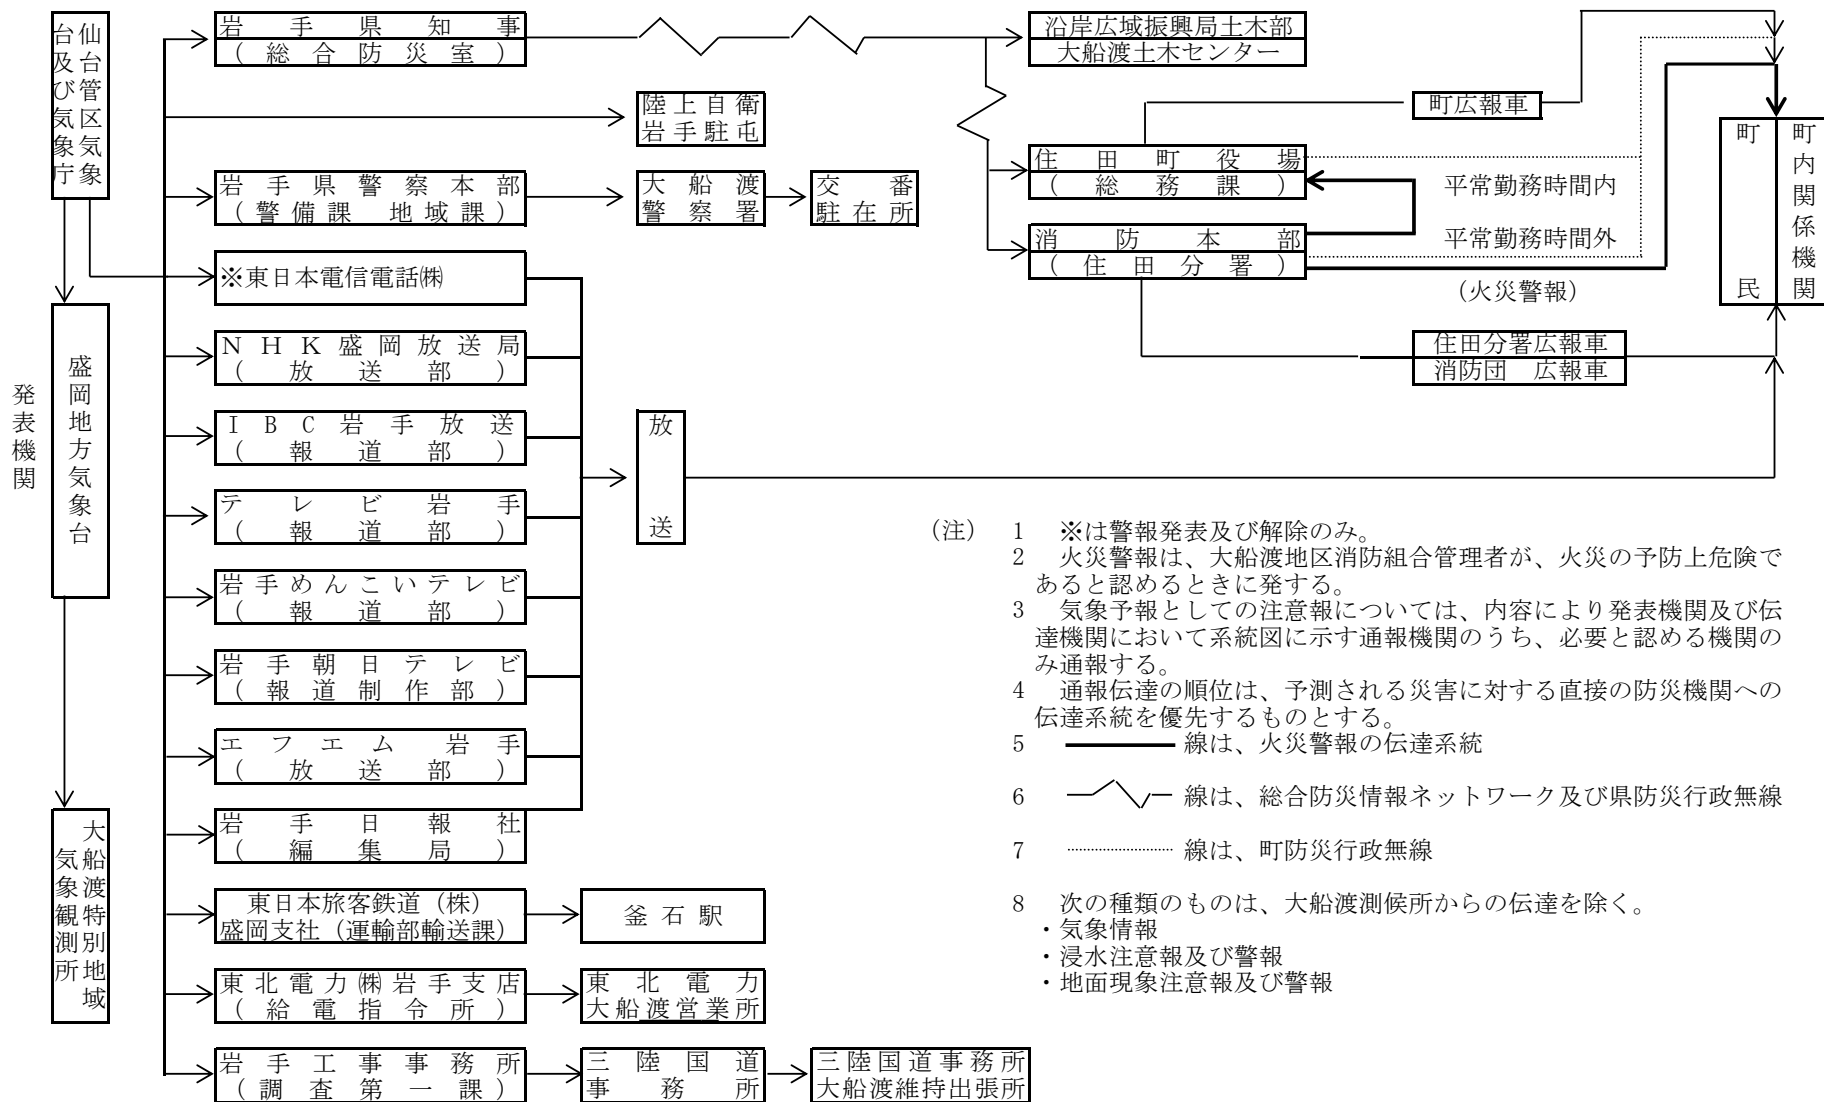 仙台管区気象
台及び気象庁
発表機関
盛岡地方気象台
大船渡特別地域
気象観測所
岩手県知事
(総合防災室)
陸上自衛
岩手駐屯
岩手県警察本部
(警備課 地域課)
大船渡
警察署
交番
駐在所
※東日本電信電話㈱
NHK盛岡放送局
(放送部)
IBC岩手放送
(報道部)
テレビ岩手
(報道部)
岩手めんこいテレビ
(報道部)
岩手朝日テレビ
(報道制作部)
エフエム 岩手
(放送部)
岩手日報社
(編集局)
放送
東日本旅客鉄道(株)
盛岡支社(運輸部輸送課)
釜石駅
東北電力㈱岩手支店
(給電指令所)
東北電力
大船渡営業所
岩手工事事務所
(調査第一課)
三陸国道
事務所
三陸国道事務所
大船渡維持出張所
沿岸広域振興局土木部
大船渡土木センター
町広報車
住田町役場
(総務課)
平常勤務時間内
消防本部
(住田分署)
平常勤務時間外
(火災警報)
住田分署広報車
消防団 広報車
町内関係機関
町民
(注) 1 ※は警報発表及び解除のみ。
2 火災警報は、大船渡地区消防組合管理者が、火災の予防上危険で
あると認めるときに発する。
3 気象予報としての注意報については、内容により発表機関及び伝
達機関において系統図に示す通報機関のうち、必要と認める機関の
み通報する。
4 通報伝達の順位は、予測される災害に対する直接の防災機関への
伝達系統を優先するものとする。
5 線は、火災警報の伝達系統
6 線は、総合防災情報ネットワーク及び県防災行政無線
7 線は、町防災行政無線
8 次の種類のものは、大船渡測候所からの伝達を除く。
・気象情報
・浸水注意報及び警報
・地面現象注意報及び警報